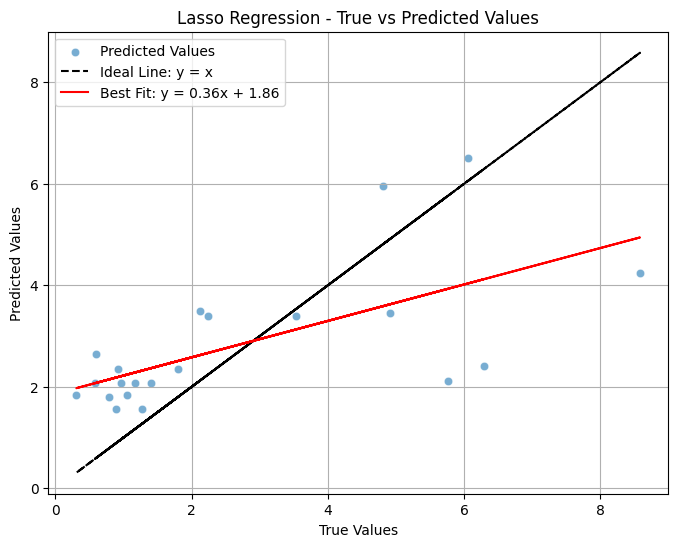 Lasso Regression - True vs Predicted Values
Predicted Values
Ideal Line: y = x
Best Fit: y = 0.36x + 1.86
Predicted Values
8
6
4
2
0
0 2 4 6 8
True Values